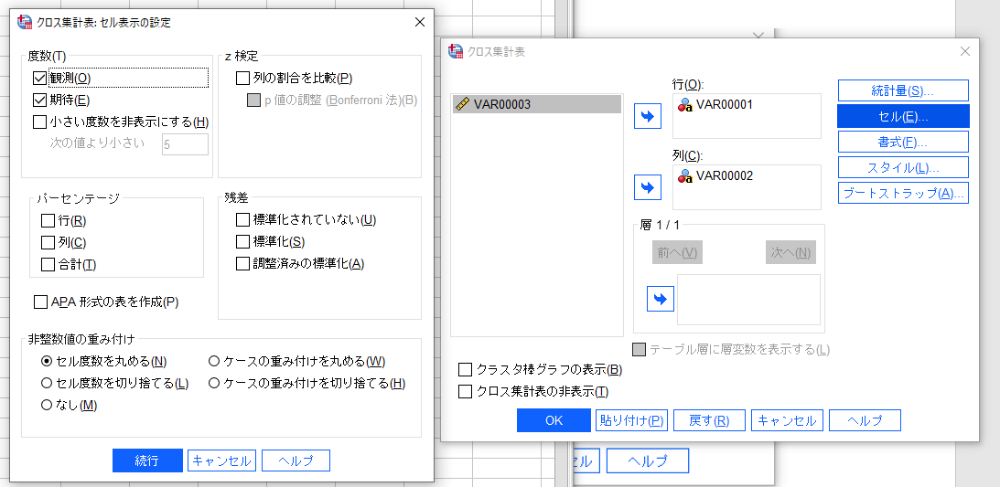 クロス集計表: セル表示の設定
度数(T)
観測(O)
期待(E)
小さい度数を非表示にする(H)
次の値より小さい 5
z 検定
列の割合を比較(P)
p 値の調整 (Bonferroni 法)(B)
パーセンテージ
行(R)
列(C)
合計(T)
残差
標準化されていない(U)
標準化(S)
調整済みの標準化(A)
APA 形式の表を作成(P)
非整数値の重み付け
セル度数を丸める(N) ケースの重み付けを丸める(W)
セル度数を切り捨てる(L) ケースの重み付けを切り捨てる(H)
なし(M)
続行 キャンセル ヘルプ
クロス集計表
VAR00003
行(O):
VAR00001
列(C):
VAR00002
層 1 / 1
前へ(V) 次へ(N)
テーブル層に層変数を表示する(L)
統計量(S)...
セル(E)...
書式(F)...
スタイル(L)...
ブートストラップ(A)...
クラスタ棒グラフの表示(B)
クロス集計表の非表示(T)
OK 貼り付け(P) 戻す(R) キャンセル ヘルプ
セル ヘルプ